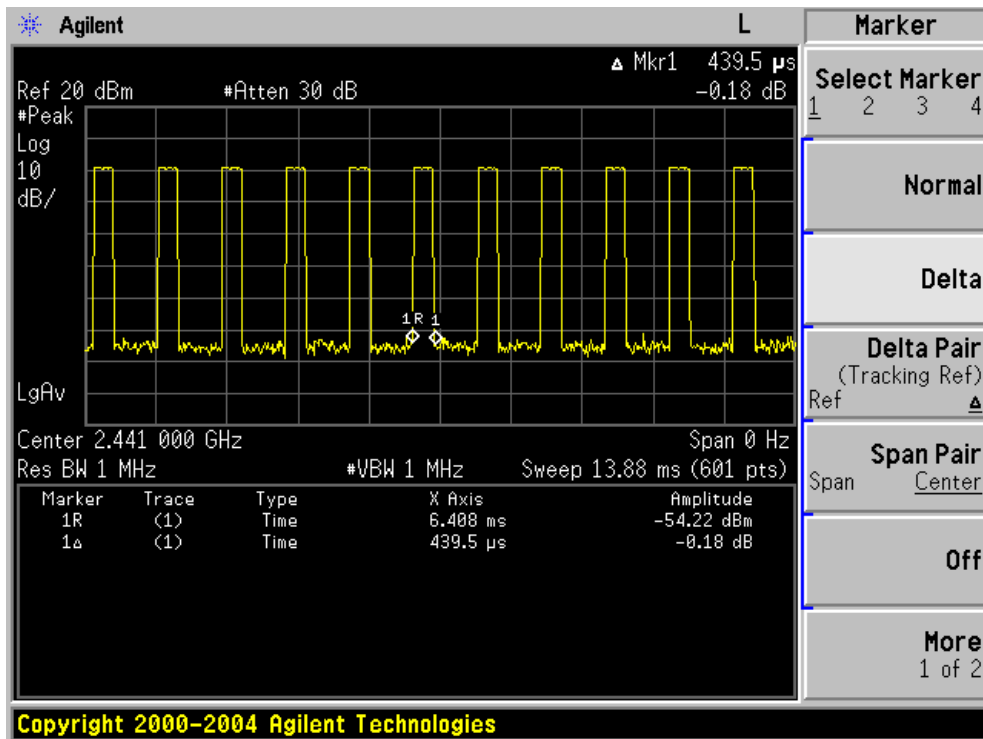 Agilent L Marker
Δ Mkr1 439.5 µs
Ref 20 dBm #Atten 30 dB -0.18 dB
#Peak
Log
10
dB/
1R 1
LgAv
Center 2.441 000 GHz Span 0 Hz
Res BW 1 MHz #VBW 1 MHz Sweep 13.88 ms (601 pts)
Marker Trace Type X Axis Amplitude
1R (1) Time 6.408 ms -54.22 dBm
1Δ (1) Time 439.5 µs -0.18 dB
Select Marker
1 2 3 4
Normal
Delta
Delta Pair
(Tracking Ref)
Ref Δ
Span Pair
Span Center
Off
More
1 of 2
Copyright 2000-2004 Agilent Technologies